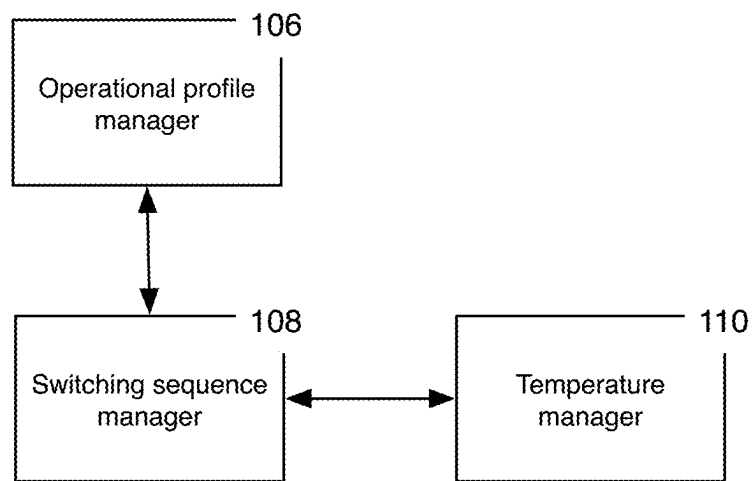 106
Operational profile
manager
108
Switching sequence
manager
110
Temperature
manager